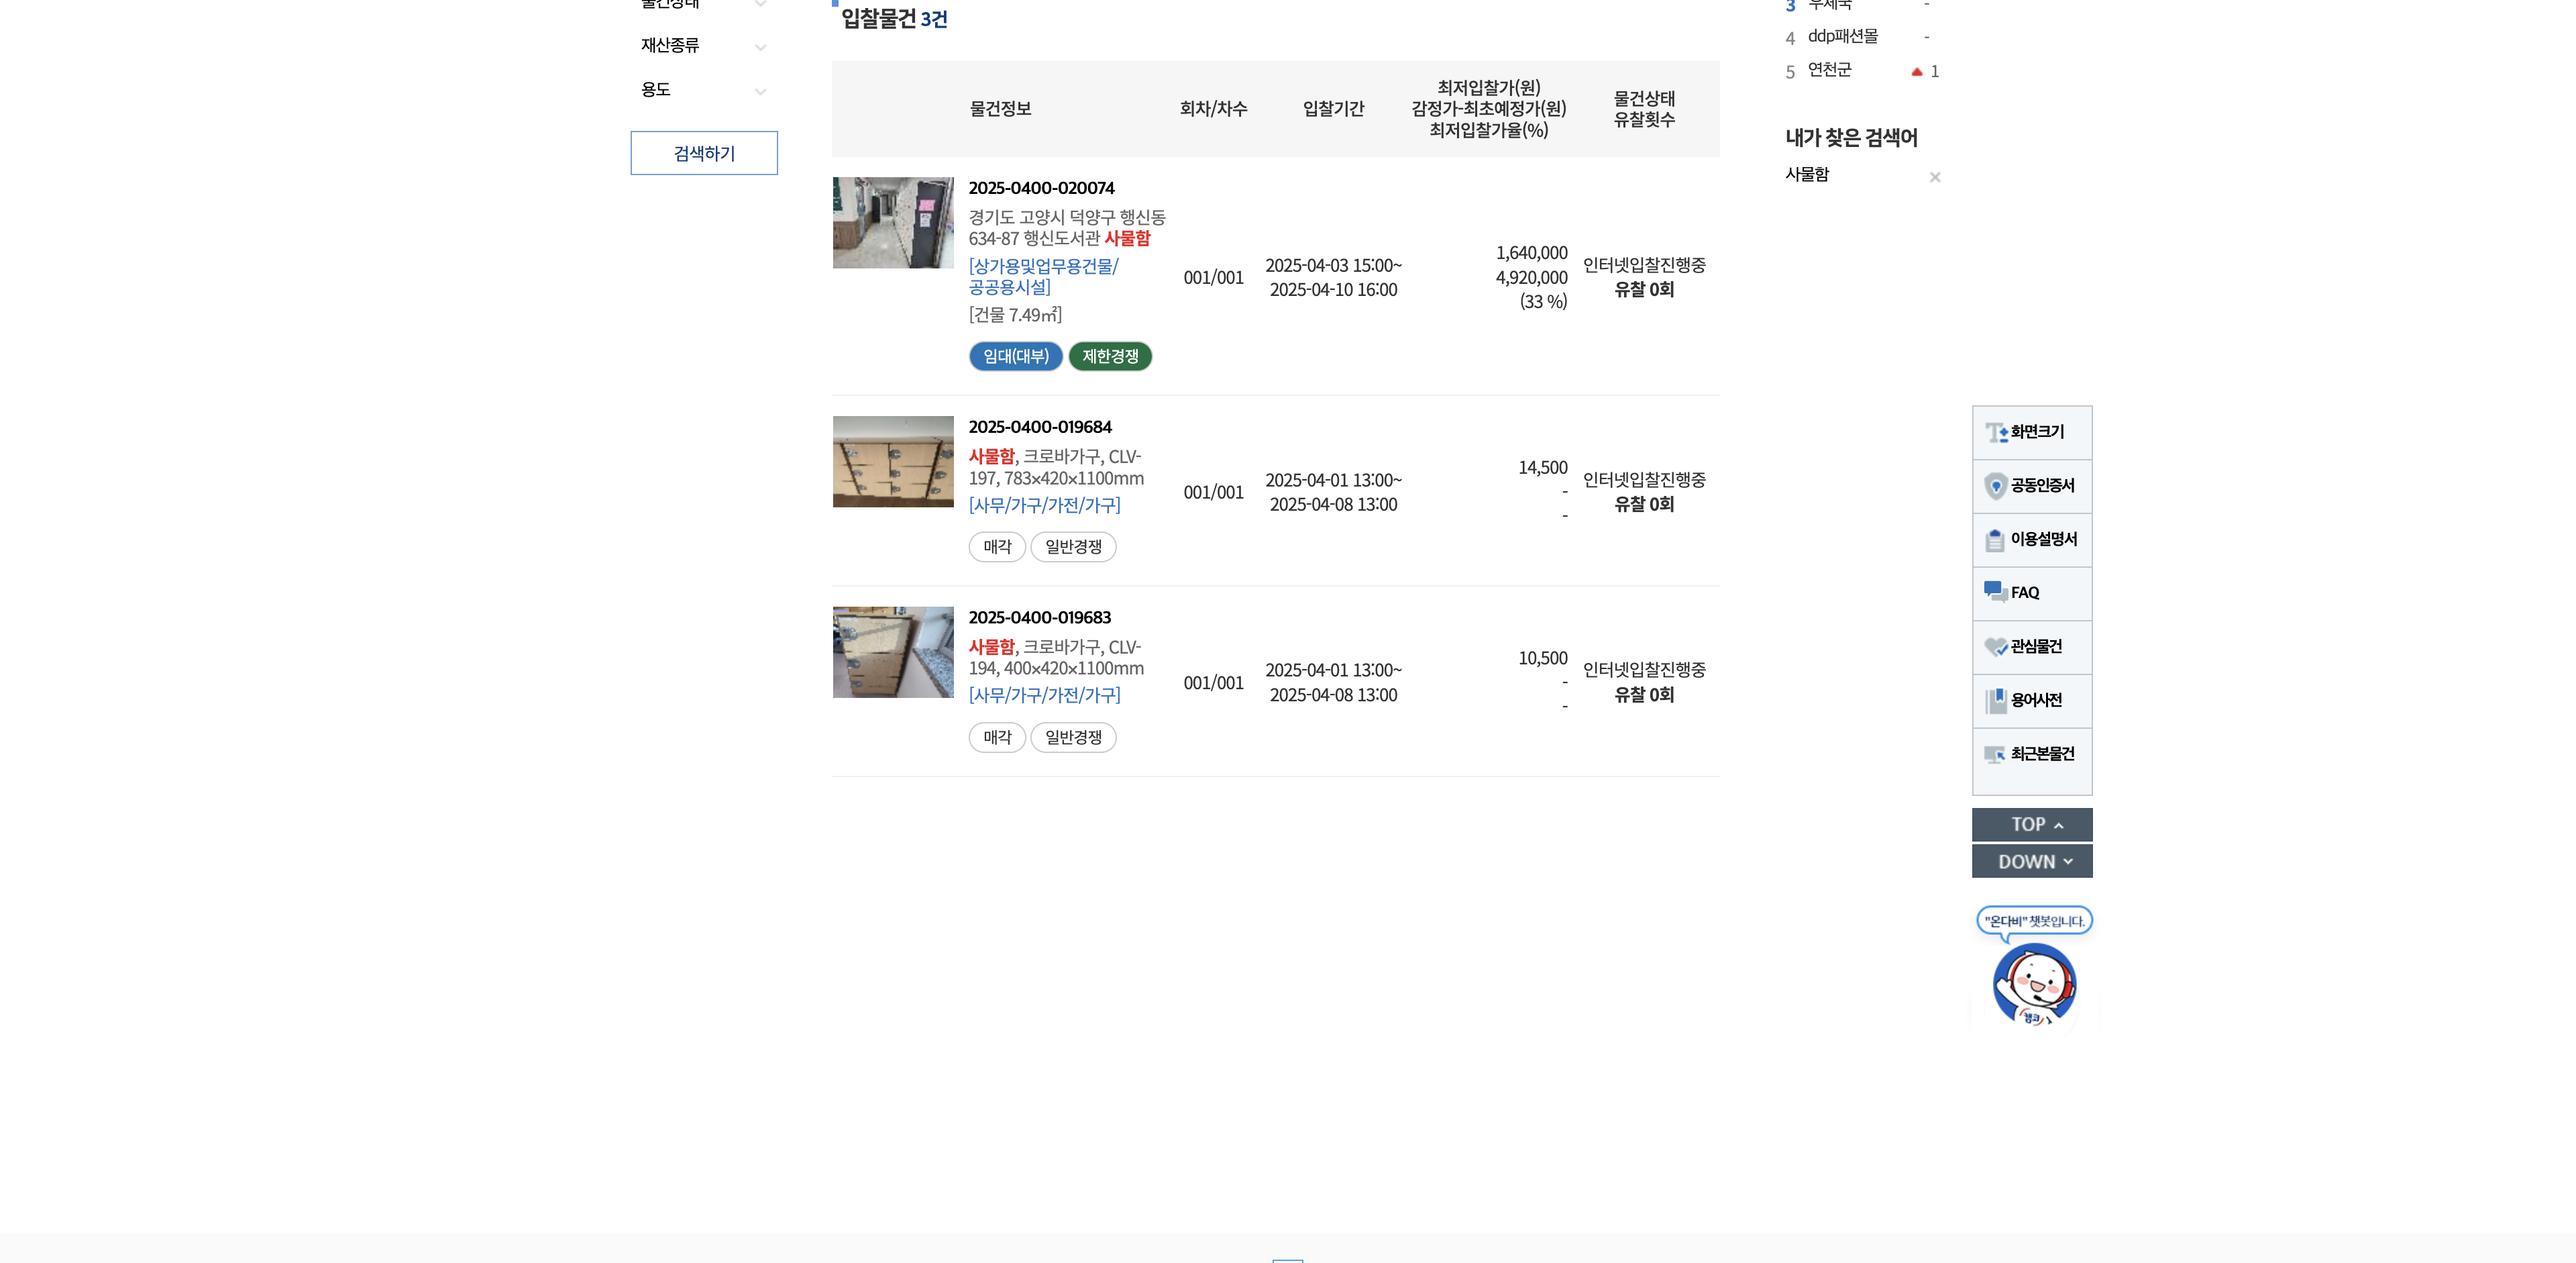 물건상태
재산종류
용도
검색하기
입찰물건 3건
물건정보
회차/차수
입찰기간
최저입찰가(원)
감정가-최초예정가(원)
최저입찰가율(%)
물건상태
유찰횟수
2025-0400-020074
경기도 고양시 덕양구 행신동
634-87 행신도서관 사물함
[상가용및업무용건물/
공공용시설]
[건물 7.49㎡]
임대(대부) 제한경쟁
001/001
2025-04-03 15:00~
2025-04-10 16:00
1,640,000
4,920,000
(33 %)
인터넷입찰진행중
유찰 0회
2025-0400-019684
사물함, 크로바가구, CLV-
197, 783×420×1100mm
[사무/가구/가전/가구]
매각 일반경쟁
001/001
2025-04-01 13:00~
2025-04-08 13:00
14,500
-
-
인터넷입찰진행중
유찰 0회
2025-0400-019683
사물함, 크로바가구, CLV-
194, 400×420×1100mm
[사무/가구/가전/가구]
매각 일반경쟁
001/001
2025-04-01 13:00~
2025-04-08 13:00
10,500
-
-
인터넷입찰진행중
유찰 0회
3 우체국 -
4 ddp패션몰 -
5 연천군 ▲ 1
내가 찾은 검색어
사물함 ×
화면크기
공동인증서
이용설명서
FAQ
관심물건
용어사전
최근본물건
TOP
DOWN
"온다비" 챗봇입니다.
캠코